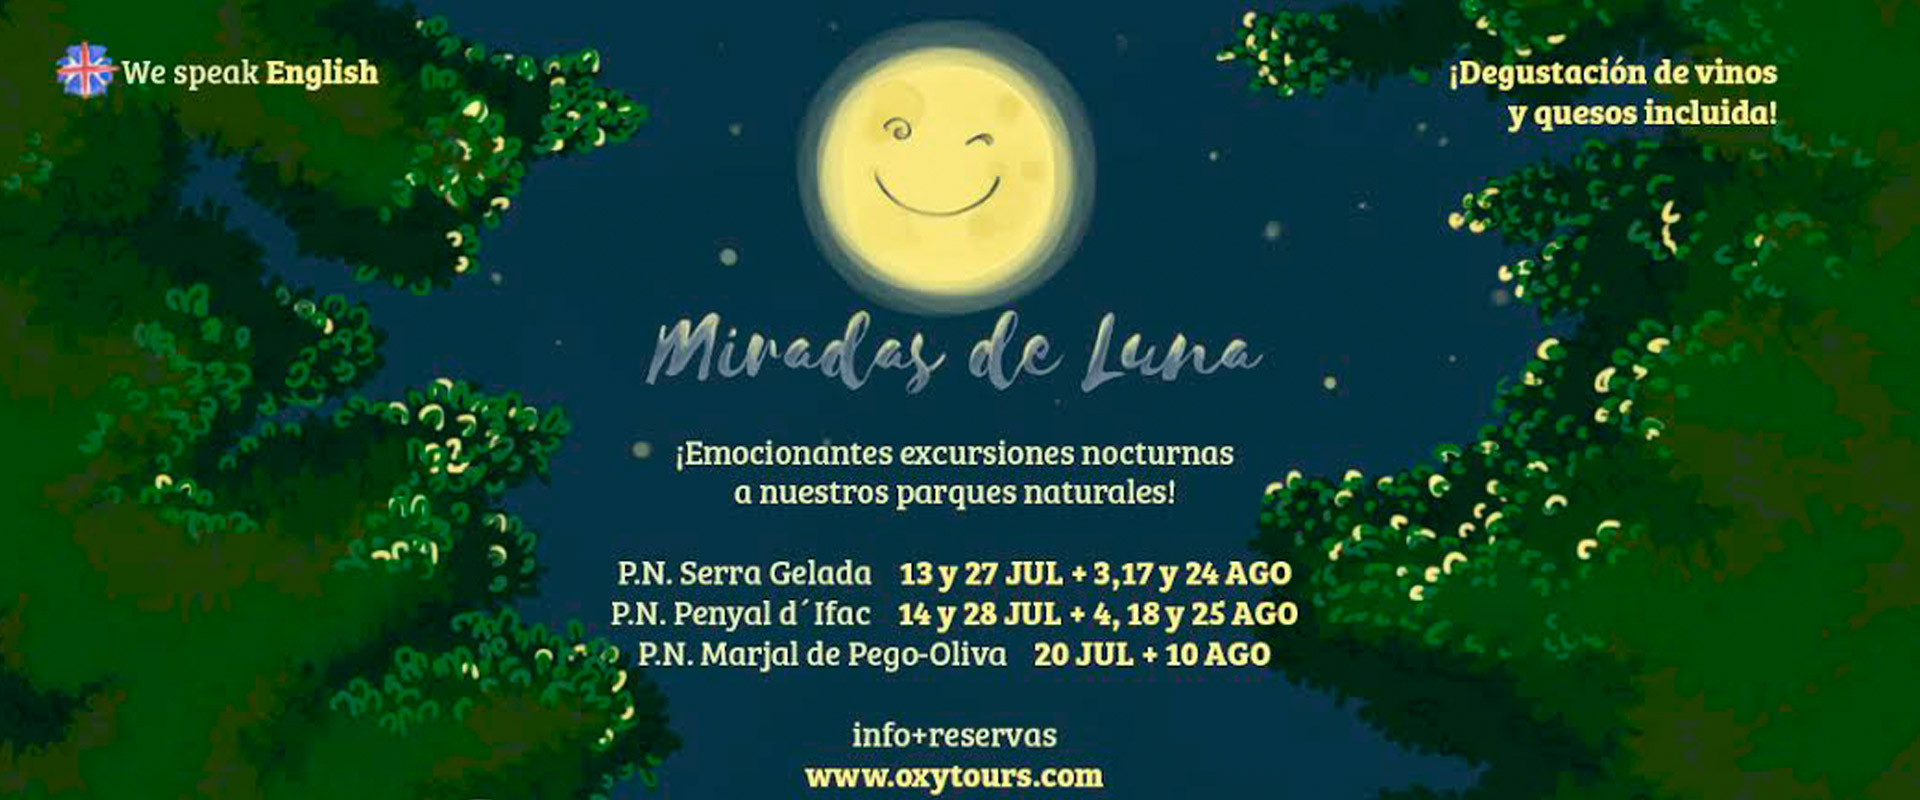 We speak English
¡Degustación de vinos
y quesos incluida!
Miradas de Luna
¡Emocionantes excursiones nocturnas
a nuestros parques naturales!
P.N. Serra Gelada 13 y 27 JUL + 3,17 y 24 AGO
P.N. Penyal d´Ifac 14 y 28 JUL + 4, 18 y 25 AGO
P.N. Marjal de Pego-Oliva 20 JUL + 10 AGO
info+reservas
www.oxytours.com